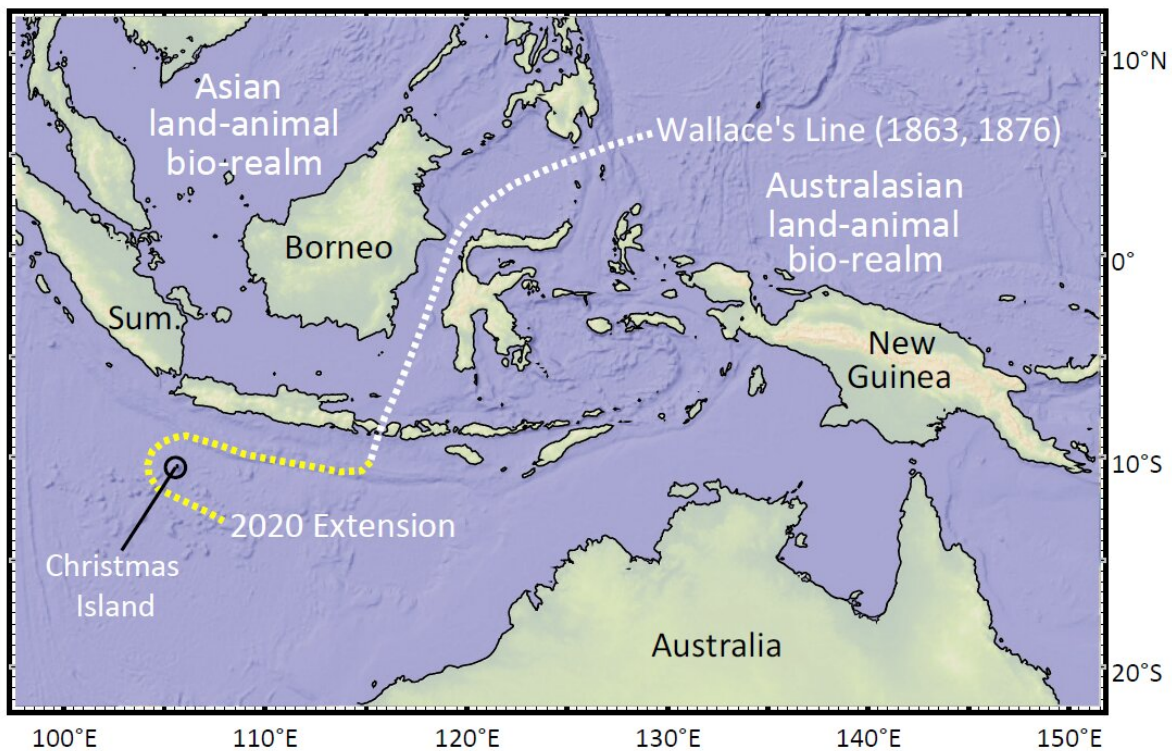 Asian
land-animal
bio-realm
Wallace's Line (1863, 1876)
Australasian
land-animal
bio-realm
Borneo
Sum.
New
Guinea
2020 Extension
Christmas
Island
Australia
10°N
0°
10°S
20°S
100°E
110°E
120°E
130°E
140°E
150°E